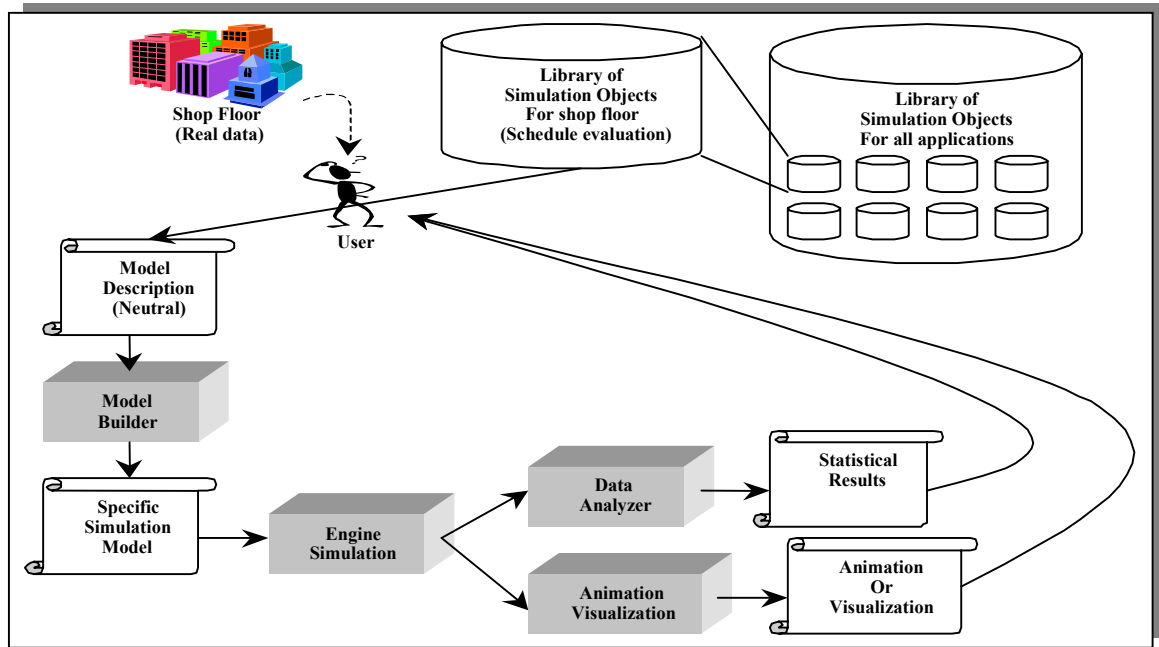 Shop Floor
(Real data)
Library of
Simulation Objects
For shop floor
(Schedule evaluation)
Library of
Simulation Objects
For all applications
?
User
Model
Description
(Neutral)
Model
Builder
Specific
Simulation
Model
Engine
Simulation
Data
Analyzer
Statistical
Results
Animation
Visualization
Animation
Or
Visualization